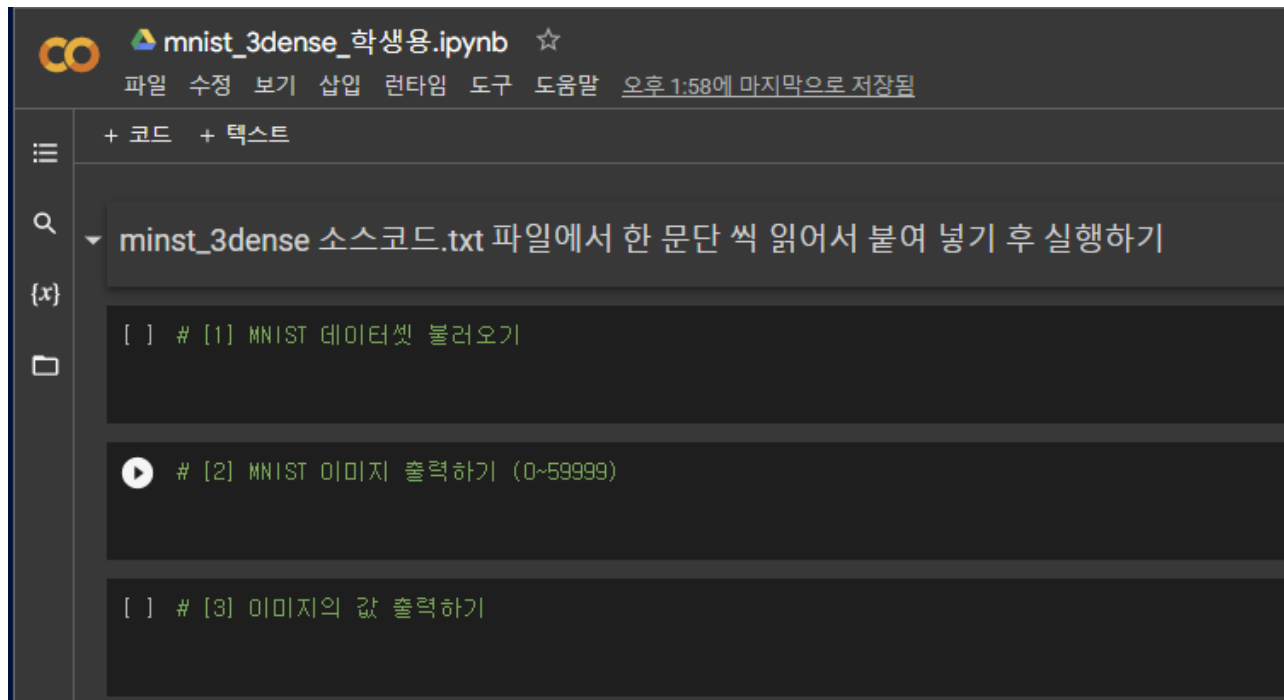 mnist_3dense_학생용.ipynb
파일 수정 보기 삽입 런타임 도구 도움말 오후 1:58에 마지막으로 저장됨
+ 코드 + 텍스트
minst_3dense 소스코드.txt 파일에서 한 문단 씩 읽어서 붙여 넣기 후 실행하기
{x}
[ ] # [1] MNIST 데이터셋 불러오기
# [2] MNIST 이미지 출력하기 (0~59999)
[ ] # [3] 이미지의 값 출력하기